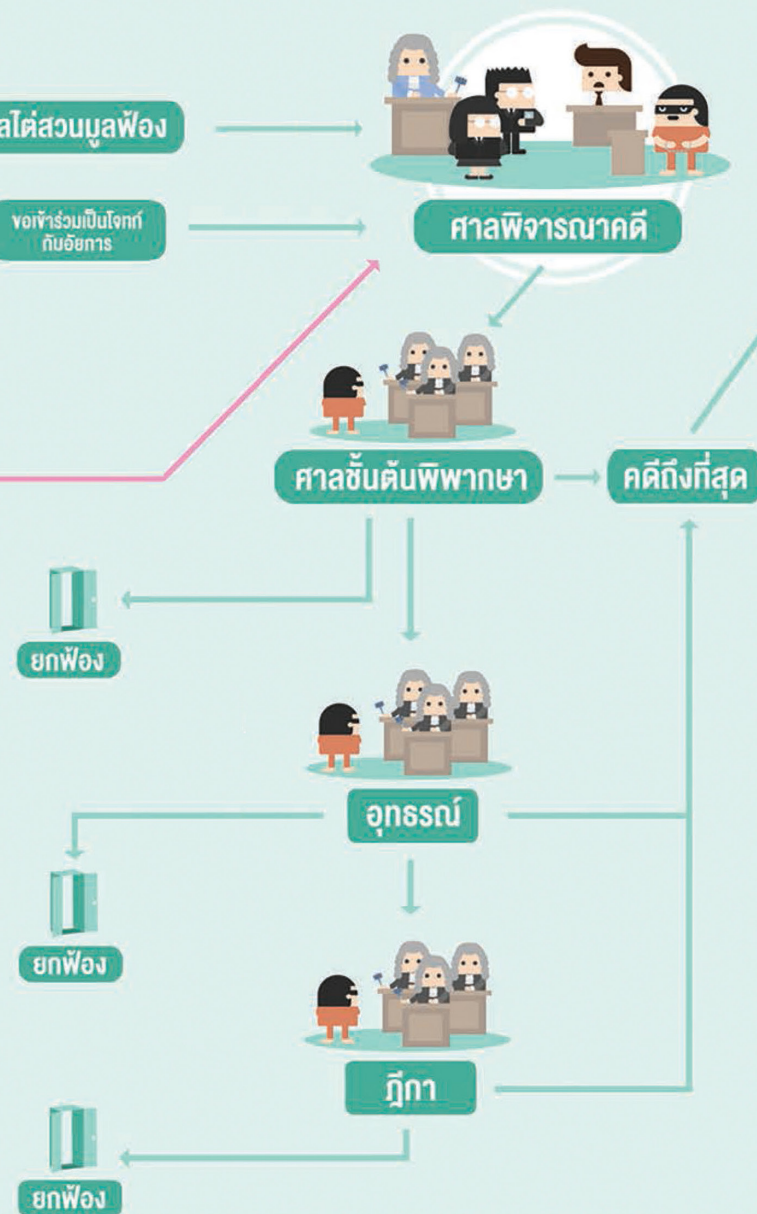 ลไต่สวนมูลฟ้อง
ขอเข้าร่วมเป็นโจทก์
กับอัยการ
ศาลพิจารณาคดี
ศาลชั้นต้นพิพากษา
คดีถึงที่สุด
ยกฟ้อง
อุทธรณ์
ยกฟ้อง
ฎีกา
ยกฟ้อง